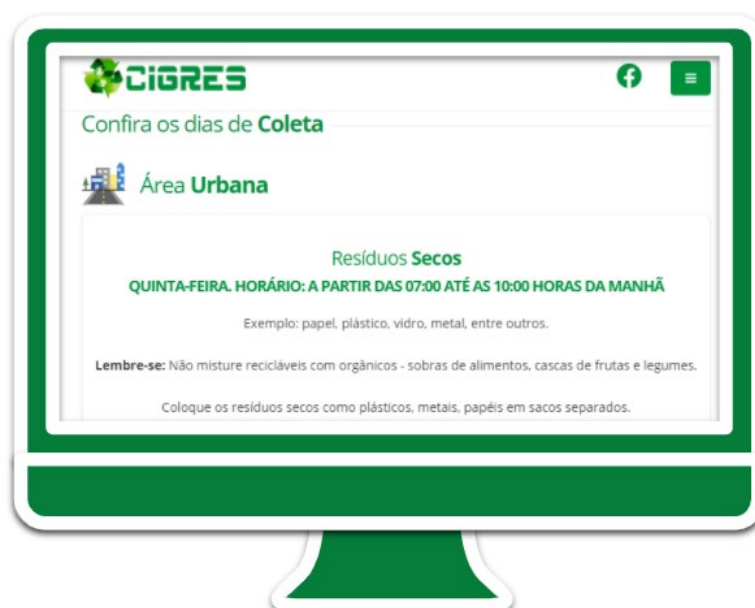 CIGRES
Confira os dias de Coleta
Área Urbana
Resíduos Secos
QUINTA-FEIRA. HORÁRIO: A PARTIR DAS 07:00 ATÉ AS 10:00 HORAS DA MANHÃ
Exemplo: papel, plástico, vidro, metal, entre outros.
Lembre-se: Não misture recicláveis com orgânicos - sobras de alimentos, cascas de frutas e legumes.
Coloque os resíduos secos como plásticos, metais, papéis em sacos separados.